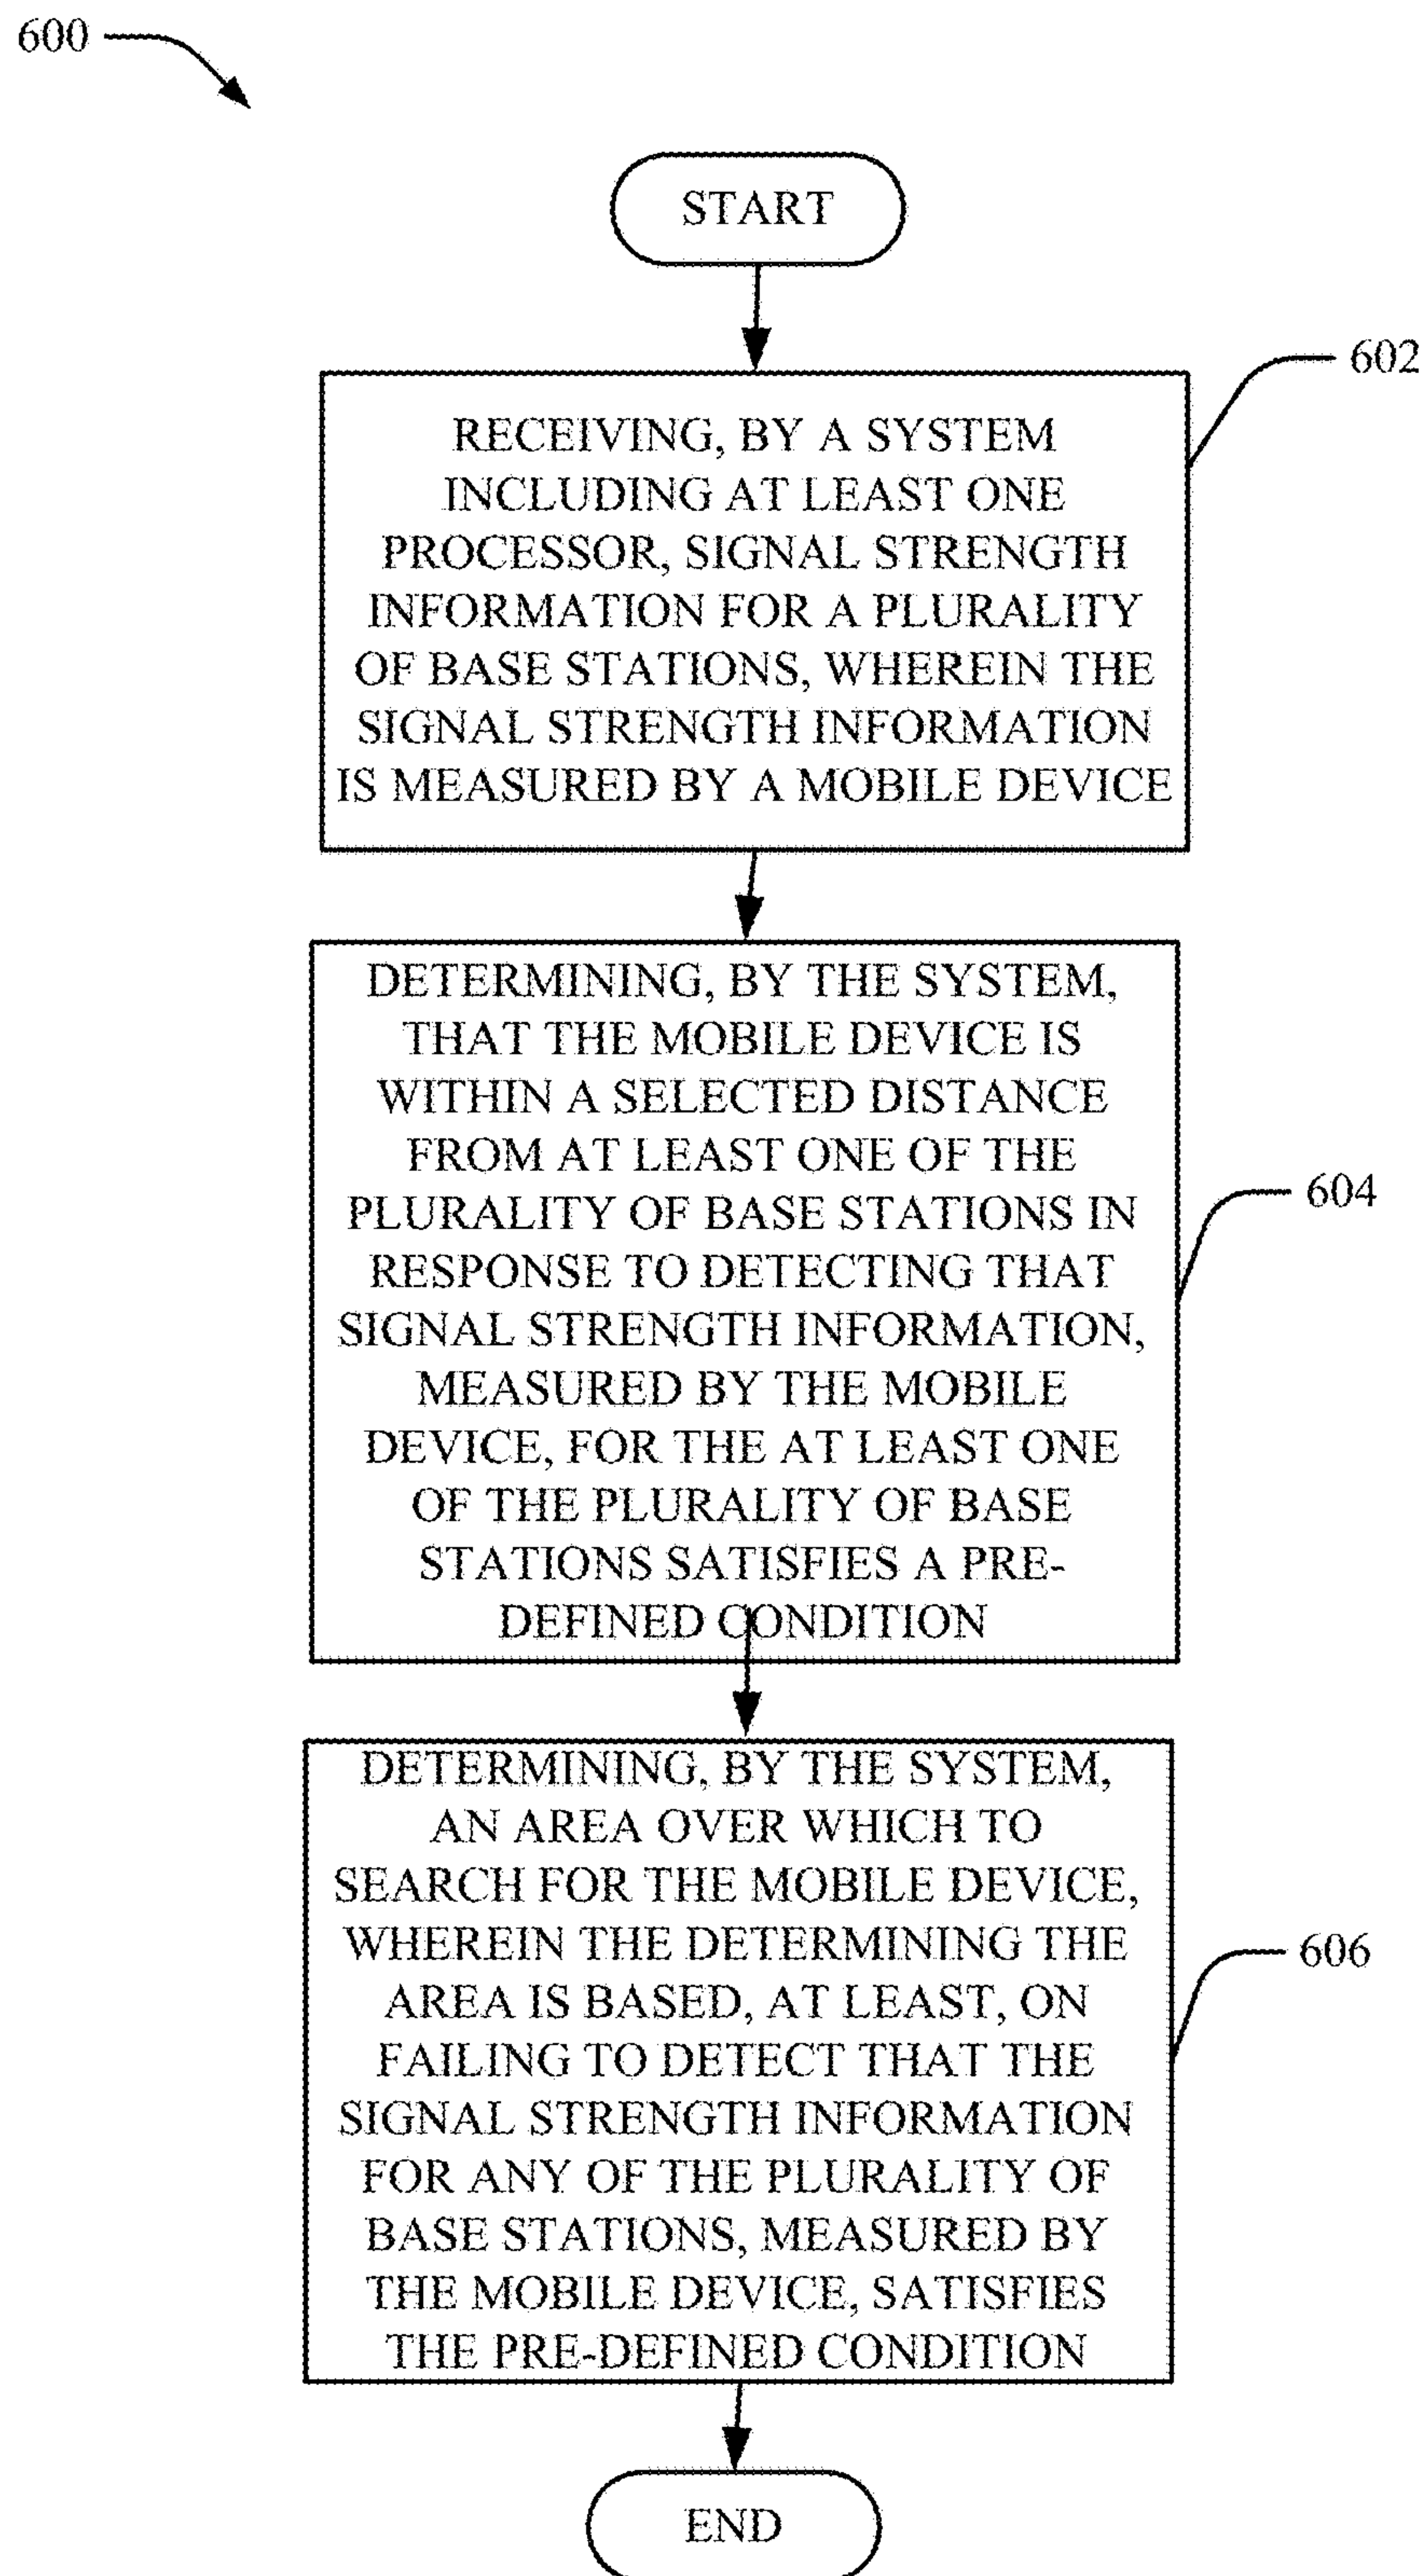 600
START
602
RECEIVING, BY A SYSTEM
INCLUDING AT LEAST ONE
PROCESSOR, SIGNAL STRENGTH
INFORMATION FOR A PLURALITY
OF BASE STATIONS, WHEREIN THE
SIGNAL STRENGTH INFORMATION
IS MEASURED BY A MOBILE DEVICE
DETERMINING, BY THE SYSTEM,
THAT THE MOBILE DEVICE IS
WITHIN A SELECTED DISTANCE
FROM AT LEAST ONE OF THE
PLURALITY OF BASE STATIONS IN
RESPONSE TO DETECTING THAT
SIGNAL STRENGTH INFORMATION,
MEASURED BY THE MOBILE
DEVICE, FOR THE AT LEAST ONE
OF THE PLURALITY OF BASE
STATIONS SATISFIES A PRE-
DEFINED CONDITION
604
DETERMINING, BY THE SYSTEM,
AN AREA OVER WHICH TO
SEARCH FOR THE MOBILE DEVICE,
WHEREIN THE DETERMINING THE
AREA IS BASED, AT LEAST, ON
FAILING TO DETECT THAT THE
SIGNAL STRENGTH INFORMATION
FOR ANY OF THE PLURALITY OF
BASE STATIONS, MEASURED BY
THE MOBILE DEVICE, SATISFIES
THE PRE-DEFINED CONDITION
606
END